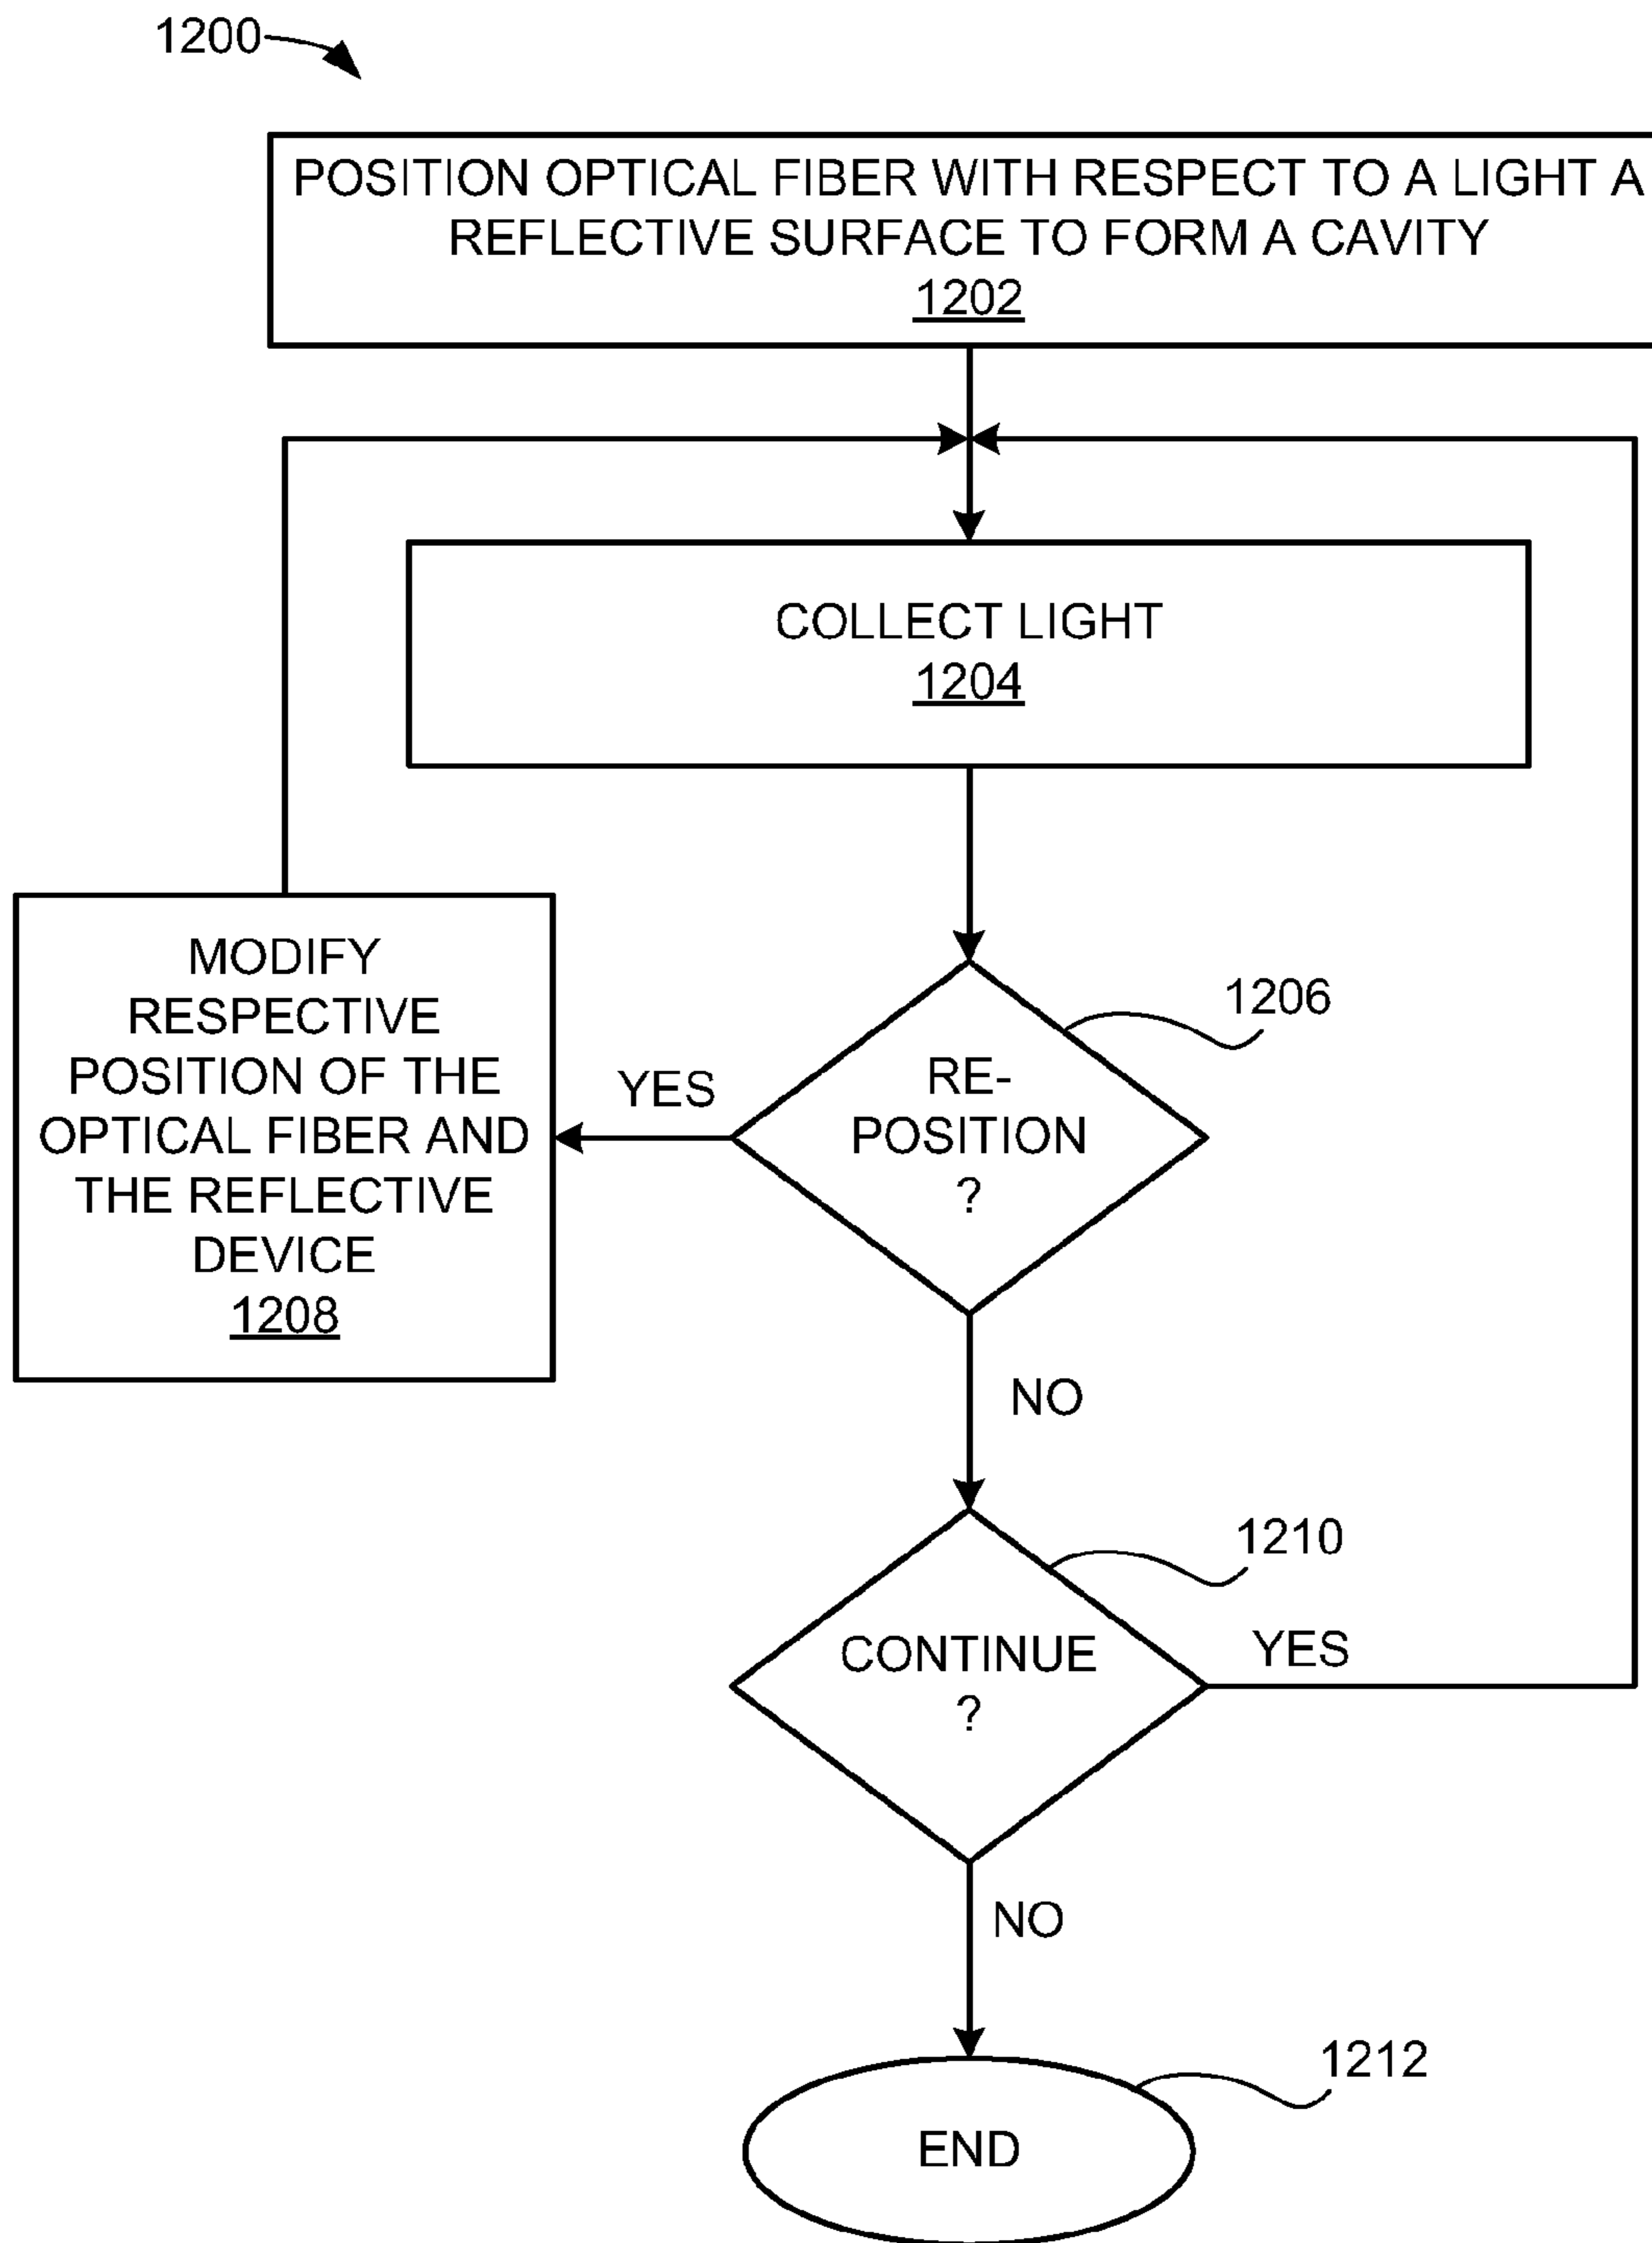 1200
POSITION OPTICAL FIBER WITH RESPECT TO A LIGHT A
REFLECTIVE SURFACE TO FORM A CAVITY
1202
COLLECT LIGHT
1204
MODIFY
RESPECTIVE
POSITION OF THE
OPTICAL FIBER AND
THE REFLECTIVE
DEVICE
1208
YES
RE-
POSITION
?
1206
NO
CONTINUE
?
1210
YES
NO
END
1212